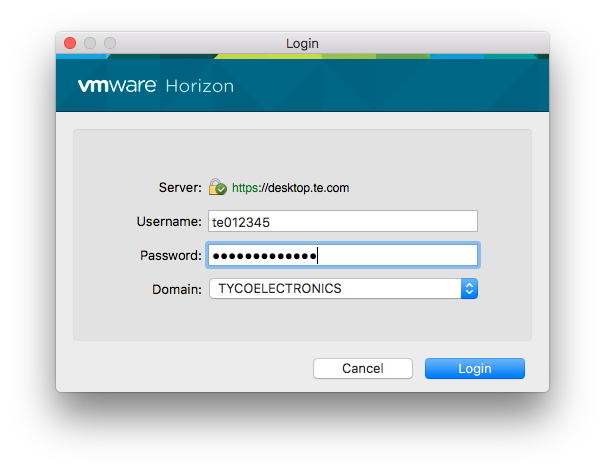 Login
vmware Horizon
Server: https://desktop.te.com
Username: te012345
Password: ●●●●●●●●●●●●●
Domain: TYCOELECTRONICS
Cancel Login